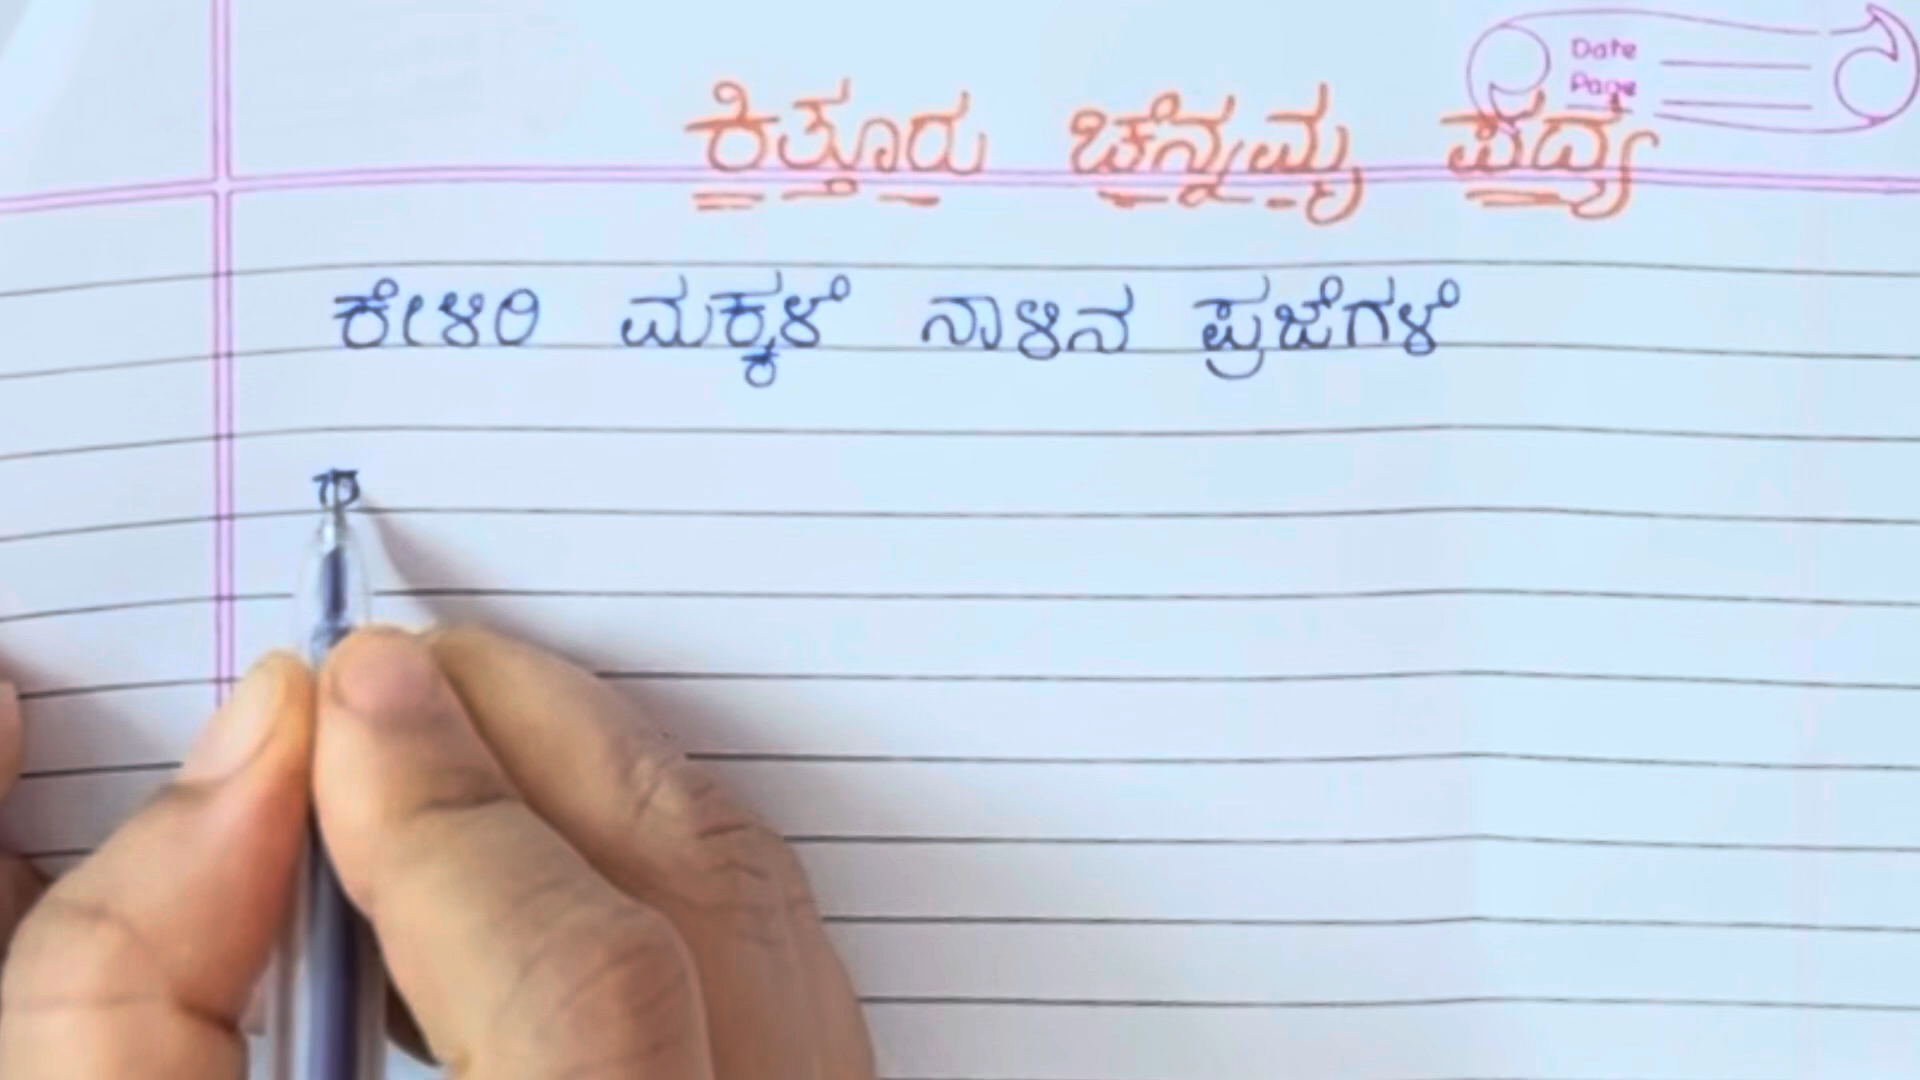 Date
Page
ಕಿತ್ತೂರು ಚೆನ್ನಮ್ಮ ಪದ್ಯ
ಕೇಳಿರಿ ಮಕ್ಕಳೆ ನಾಳಿನ ಪ್ರಜೆಗಳೆ